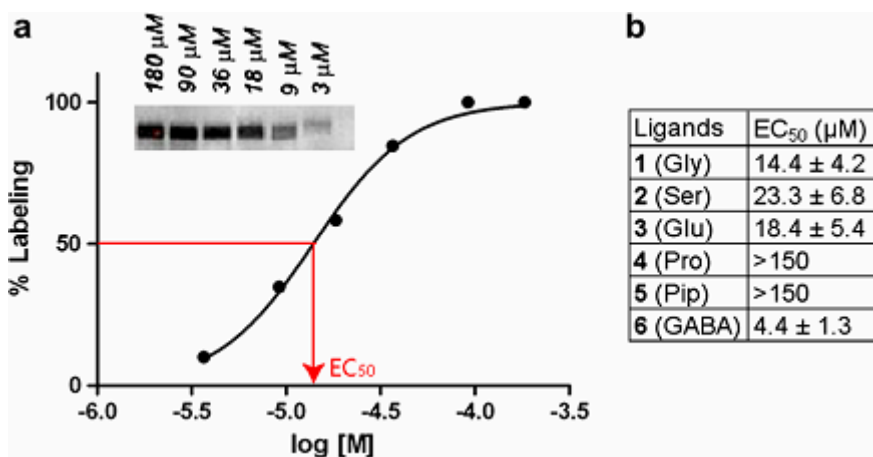 a
b
180 µM 90 µM 36 µM 18 µM 9 µM 3 µM
% Labeling
100
50
0
EC50
-6.0 -5.5 -5.0 -4.5 -4.0 -3.5
log [M]
Ligands EC50 (µM)
1 (Gly) 14.4 ± 4.2
2 (Ser) 23.3 ± 6.8
3 (Glu) 18.4 ± 5.4
4 (Pro) >150
5 (Pip) >150
6 (GABA) 4.4 ± 1.3